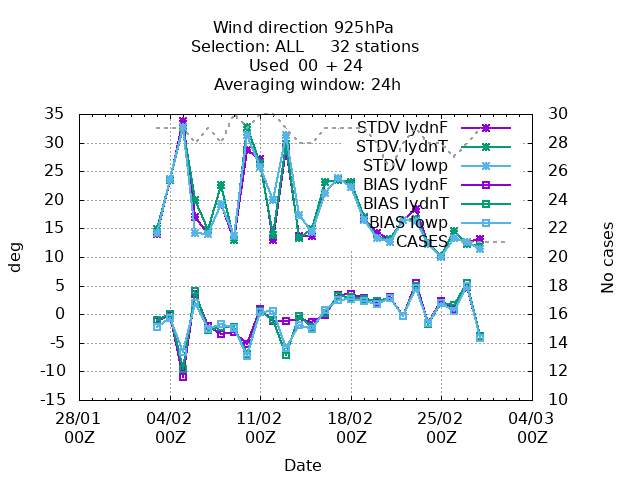 Wind direction 925hPa
Selection: ALL 32 stations
Used 00 + 24
Averaging window: 24h
35 30
30 28
25 26
20 24
15 22
10 20
5 18
0 16
-5 14
-10 12
-15 10
STDV lydnF
STDV lydnT
STDV lowp
BIAS lydnF
BIAS lydnT
BIAS lowp
CASES
deg
No cases
28/01 04/02 11/02 18/02 25/02 04/03
00Z 00Z 00Z 00Z 00Z 00Z
Date